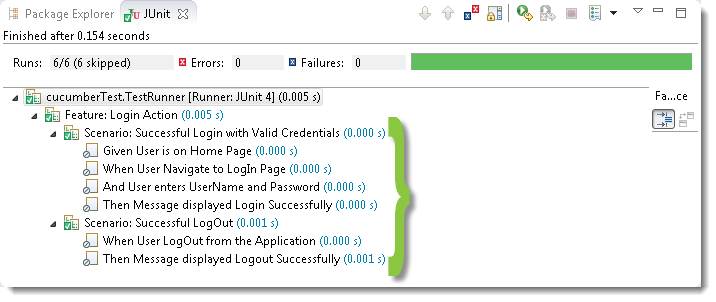 Package Explorer JUnit
Finished after 0.154 seconds
Runs: 6/6 (6 skipped) Errors: 0 Failures: 0
cucumberTest.TestRunner [Runner: JUnit 4] (0.005 s)
Fa...ce
Feature: Login Action (0.005 s)
Scenario: Successful Login with Valid Credentials (0.000 s)
Given User is on Home Page (0.000 s)
When User Navigate to LogIn Page (0.000 s)
And User enters UserName and Password (0.000 s)
Then Message displayed Login Successfully (0.000 s)
Scenario: Successful LogOut (0.001 s)
When User LogOut from the Application (0.000 s)
Then Message displayed Logout Successfully (0.001 s)